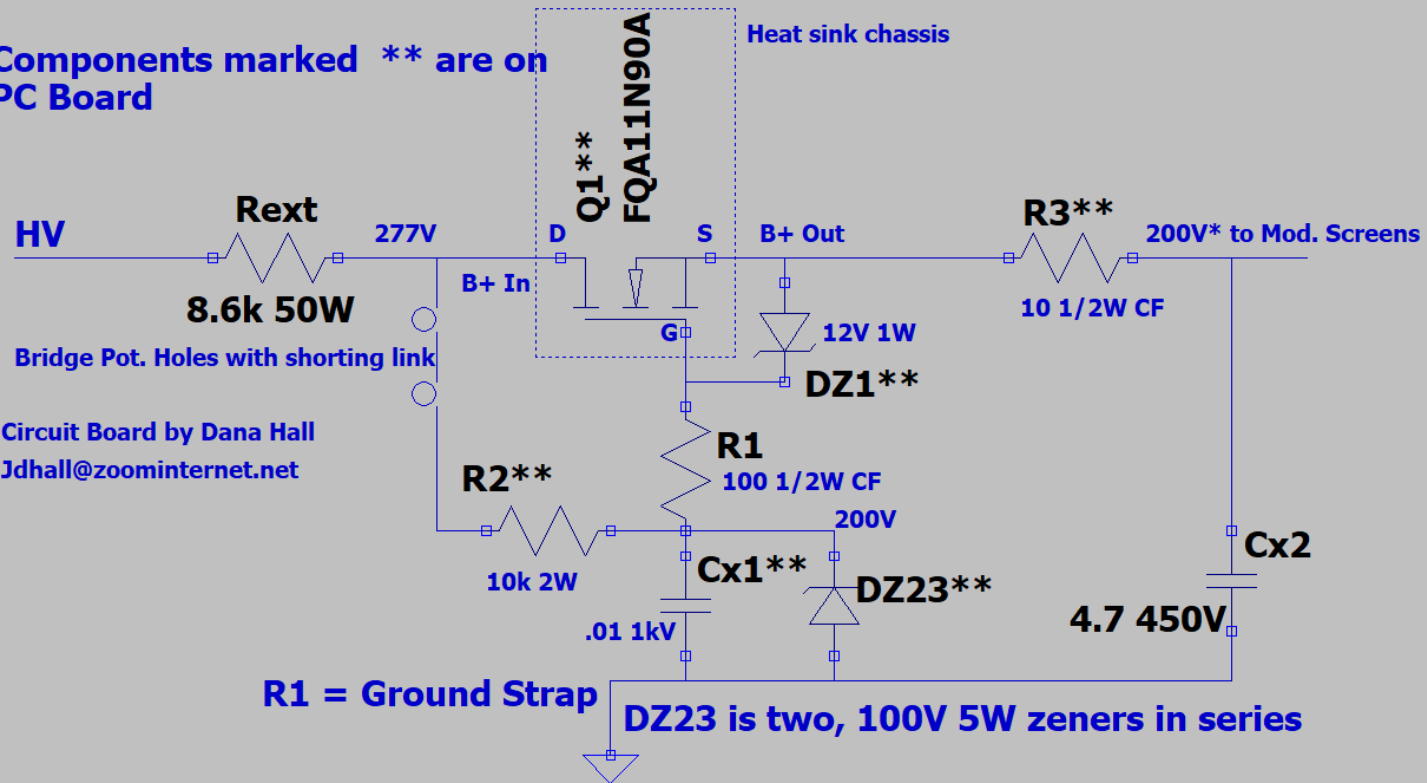 Components marked ** are on
PC Board
Heat sink chassis
Q1**
FQA11N90A
HV
Rext
8.6k 50W
277V
B+ In
D
S
G
B+ Out
R3**
10 1/2W CF
200V* to Mod. Screens
Bridge Pot. Holes with shorting link
12V 1W
DZ1**
Circuit Board by Dana Hall
Jdhall@zoominternet.net
R1
100 1/2W CF
R2**
10k 2W
200V
Cx1**
.01 1kV
DZ23**
Cx2
4.7 450V
R1 = Ground Strap
DZ23 is two, 100V 5W zeners in series